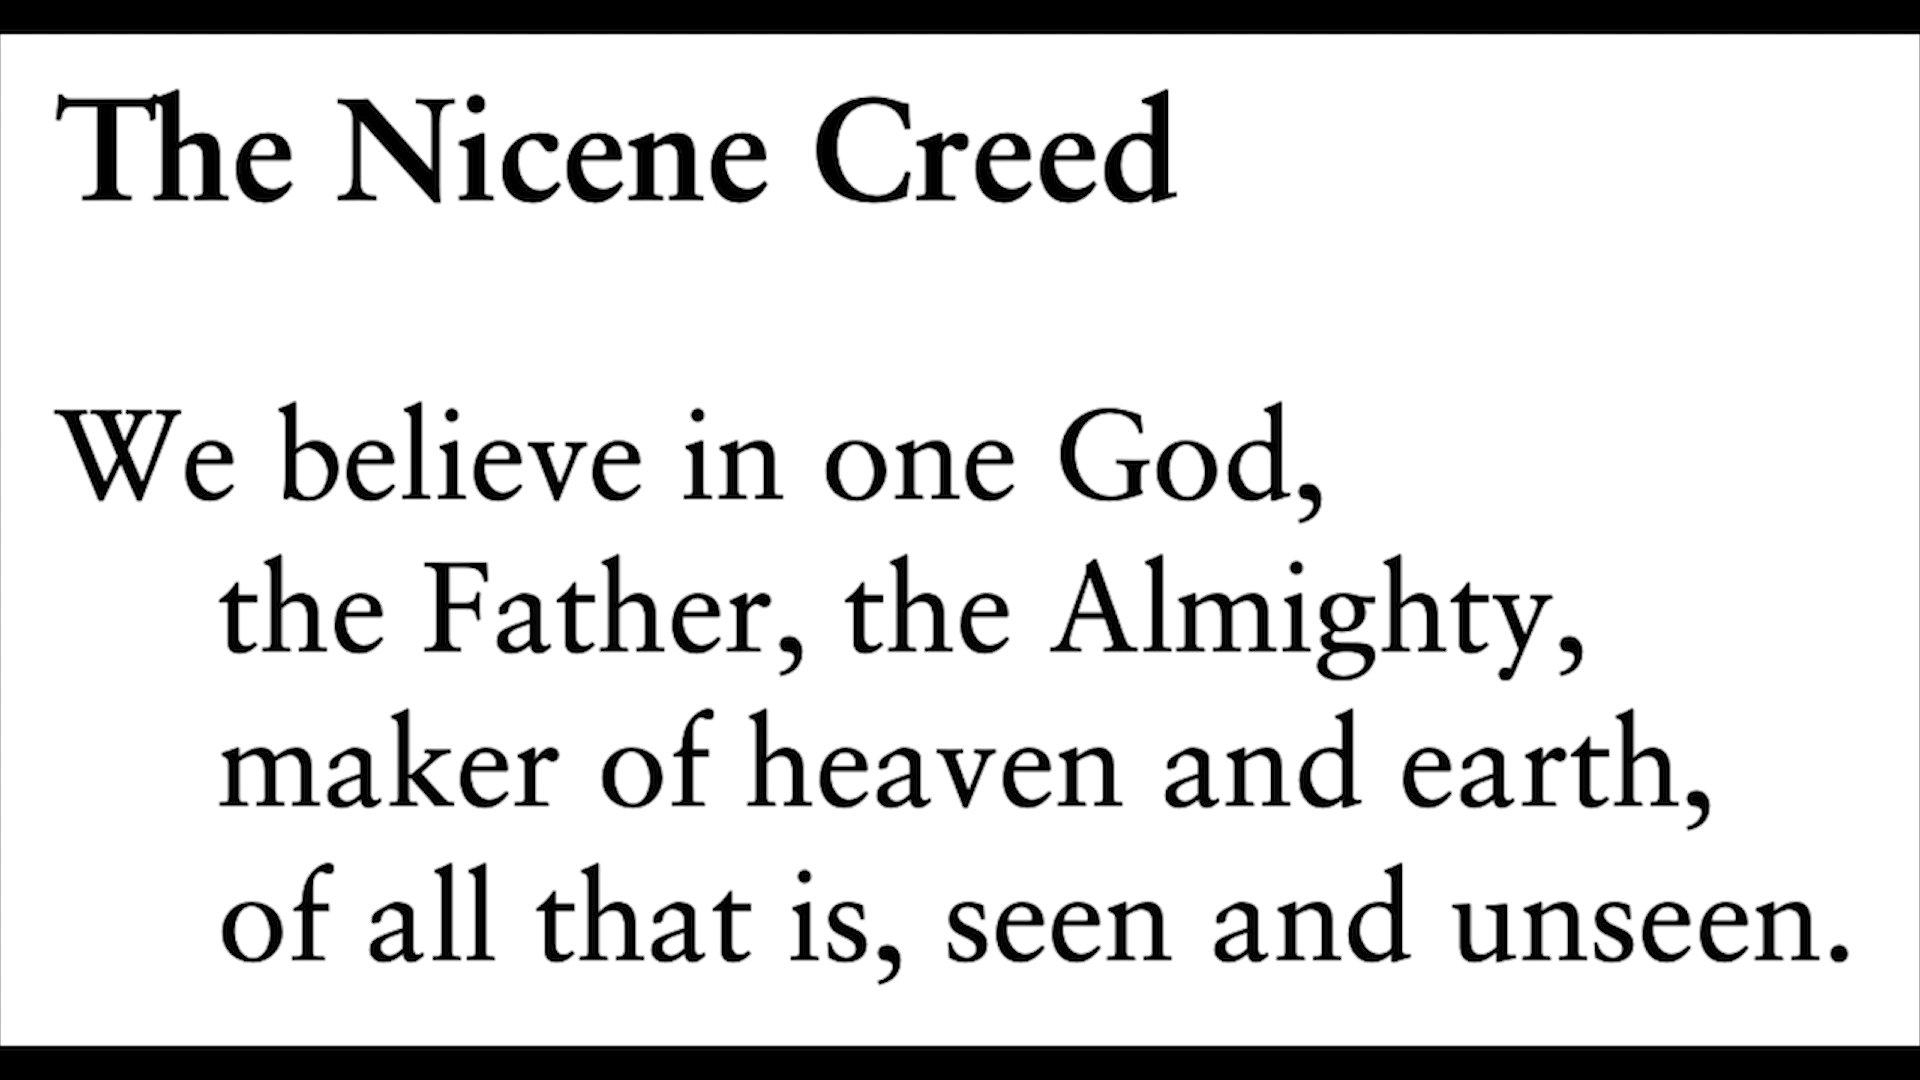 The Nicene Creed
We believe in one God,
the Father, the Almighty,
maker of heaven and earth,
of all that is, seen and unseen.